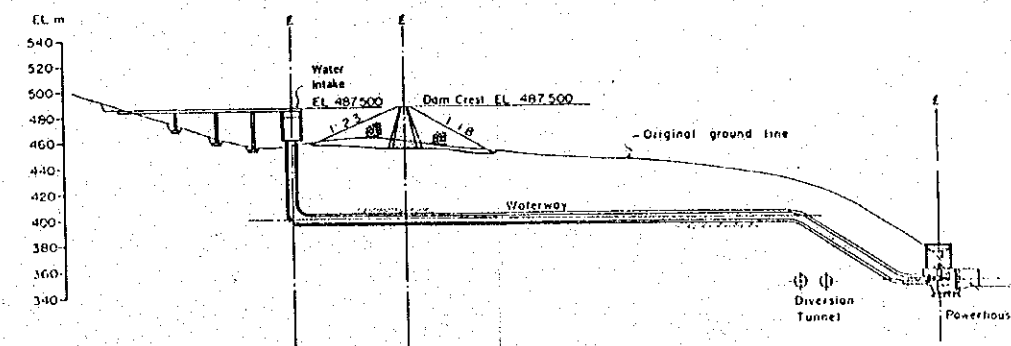 EL. m
540
520
500
480
460
440
420
400
380
360
340
℄
℄
Water
Intake
EL 487.500
Dam Crest EL 487.500
1:2.3
1:1.8
Original ground line
Waterway
℄
Diversion
Tunnel
Powerhous